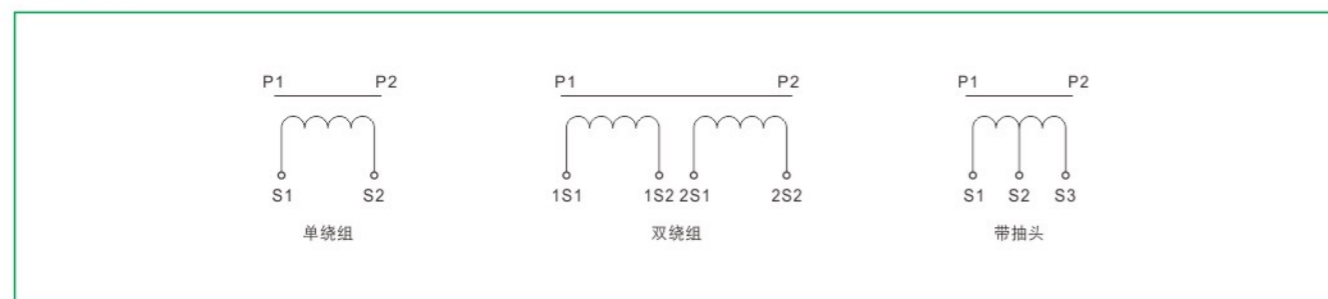 P1 P2 P1 P2 P1 P2
S1 S2 1S1 1S2 2S1 2S2 S1 S2 S3
单绕组 双绕组 带抽头